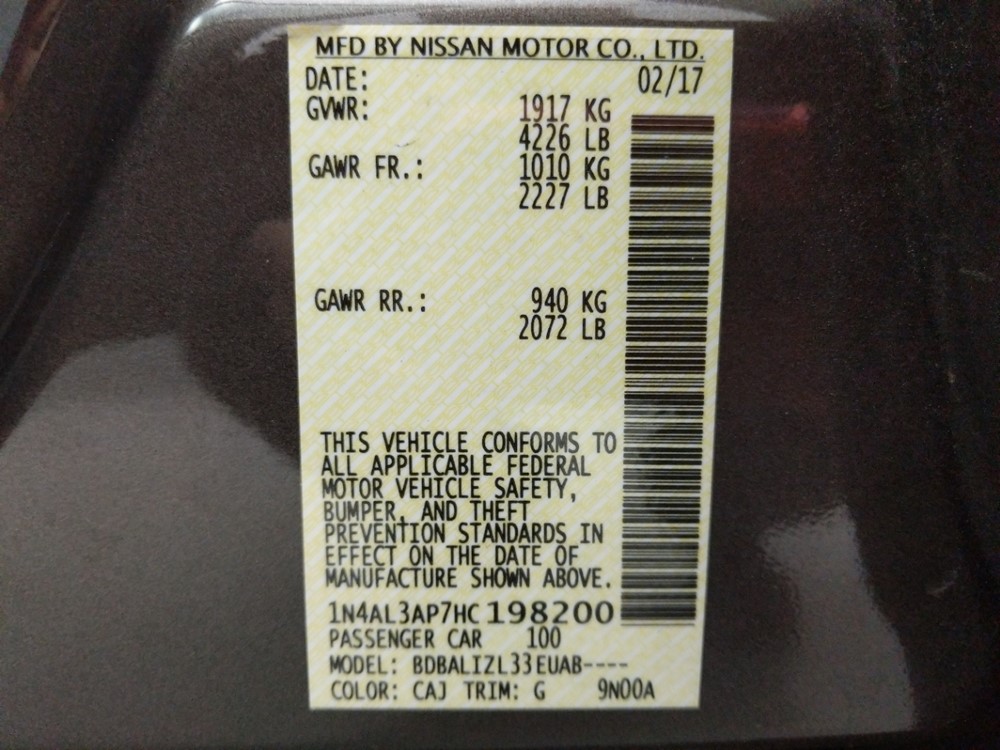 MFD BY NISSAN MOTOR CO., LTD.
DATE: 02/17
GVWR: 1917 KG
4226 LB
GAWR FR.: 1010 KG
2227 LB
GAWR RR.: 940 KG
2072 LB
THIS VEHICLE CONFORMS TO
ALL APPLICABLE FEDERAL
MOTOR VEHICLE SAFETY,
BUMPER, AND THEFT
PREVENTION STANDARDS IN
EFFECT ON THE DATE OF
MANUFACTURE SHOWN ABOVE.
1N4AL3AP7HC198200
PASSENGER CAR 100
MODEL: BDBALIZL33EUAB----
COLOR: CAJ TRIM: G 9N00A